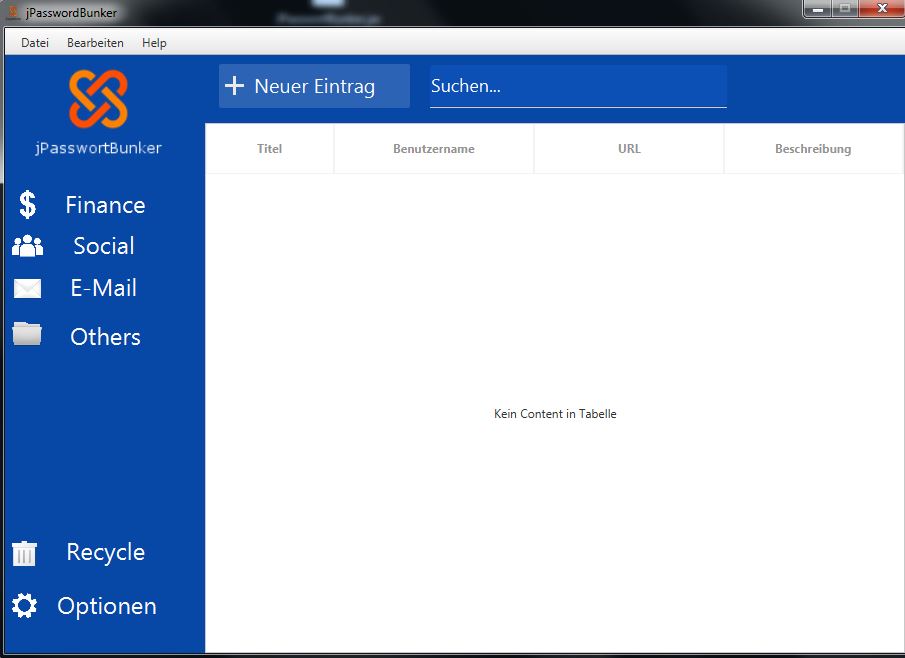 jPasswordBunker
Datei Bearbeiten Help
jPasswortBunker
Neuer Eintrag
Suchen...
Titel Benutzername URL Beschreibung
Finance
Social
E-Mail
Others
Kein Content in Tabelle
Recycle
Optionen